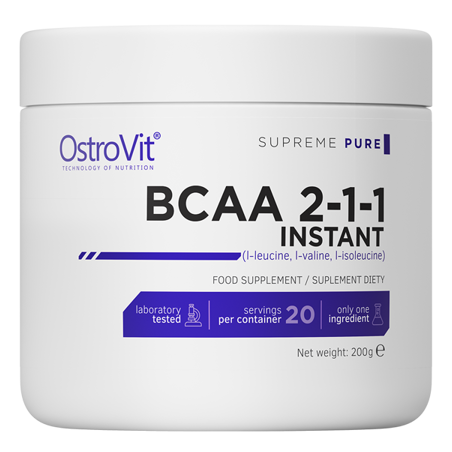 OstroVit®
TECHNOLOGY OF NUTRITION
SUPREME PURE
BCAA 2-1-1
INSTANT
(l-leucine, l-valine, l-isoleucine)
FOOD SUPPLEMENT / SUPLEMENT DIETY
laboratory tested
servings per container 20
only one ingredient
Net weight: 200g ℮